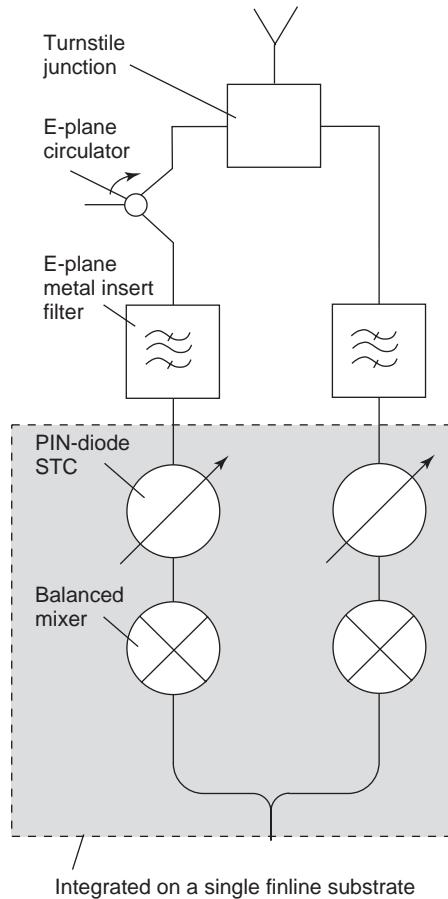 Turnstile
junction
E-plane
circulator
E-plane
metal insert
filter
PIN-diode
STC
Balanced
mixer
Integrated on a single finline substrate